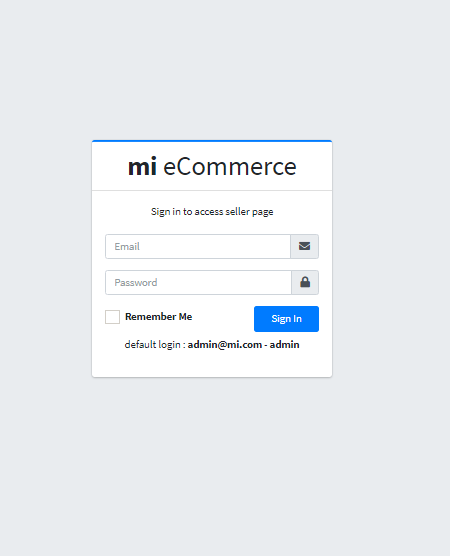 mi eCommerce
Sign in to access seller page
Email
Password
Remember Me
Sign In
default login : admin@mi.com - admin